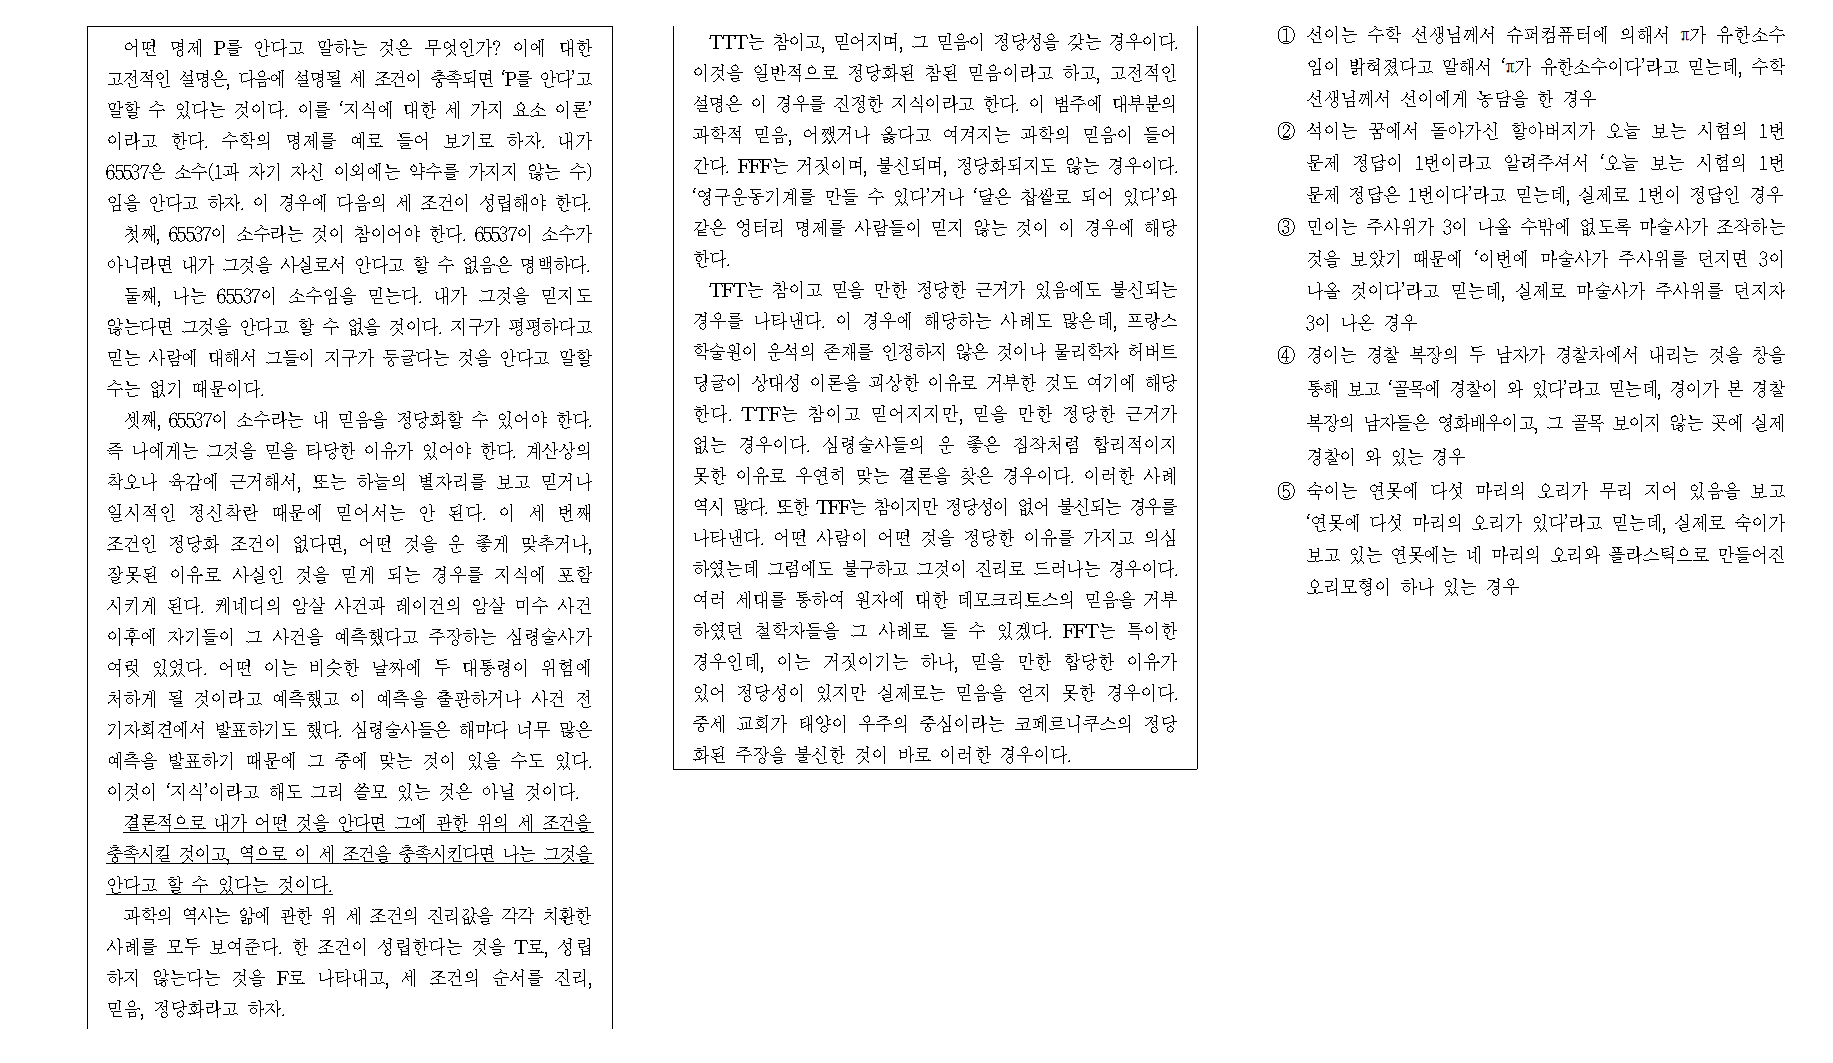 어떤 명제 P를 안다고 말하는 것은 무엇인가? 이에 대한
고전적인 설명은, 다음에 설명될 세 조건이 충족되면 ‘P를 안다’고
말할 수 있다는 것이다. 이를 ‘지식에 대한 세 가지 요소 이론’
이라고 한다. 수학의 명제를 예로 들어 보기로 하자. 내가
65537은 소수(1과 자기 자신 이외에는 약수를 가지지 않는 수)
임을 안다고 하자. 이 경우에 다음의 세 조건이 성립해야 한다.
첫째, 65537이 소수라는 것이 참이어야 한다. 65537이 소수가
아니라면 내가 그것을 사실로서 안다고 할 수 없음은 명백하다.
둘째, 나는 65537이 소수임을 믿는다. 내가 그것을 믿지도
않는다면 그것을 안다고 할 수 없을 것이다. 지구가 평평하다고
믿는 사람에 대해서 그들이 지구가 둥글다는 것을 안다고 말할
수는 없기 때문이다.
셋째, 65537이 소수라는 내 믿음을 정당화할 수 있어야 한다.
즉 나에게는 그것을 믿을 타당한 이유가 있어야 한다. 계산상의
착오나 육감에 근거해서, 또는 하늘의 별자리를 보고 믿거나
일시적인 정신착란 때문에 믿어서는 안 된다. 이 세 번째
조건인 정당화 조건이 없다면, 어떤 것을 운 좋게 맞추거나,
잘못된 이유로 사실인 것을 믿게 되는 경우를 지식에 포함
시키게 된다. 케네디의 암살 사건과 레이건의 암살 미수 사건
이후에 자기들이 그 사건을 예측했다고 주장하는 심령술사가
여럿 있었다. 어떤 이는 비슷한 날짜에 두 대통령이 위험에
처하게 될 것이라고 예측했고 이 예측을 출판하거나 사건 전
기자회견에서 발표하기도 했다. 심령술사들은 해마다 너무 많은
예측을 발표하기 때문에 그 중에 맞는 것이 있을 수도 있다.
이것이 ‘지식’이라고 해도 그리 쓸모 있는 것은 아닐 것이다.
결론적으로 내가 어떤 것을 안다면 그에 관한 위의 세 조건을
충족시킬 것이고, 역으로 이 세 조건을 충족시킨다면 나는 그것을
안다고 할 수 있다는 것이다.
과학의 역사는 앎에 관한 위 세 조건의 진리값을 각각 치환한
사례를 모두 보여준다. 한 조건이 성립한다는 것을 T로, 성립
하지 않는다는 것을 F로 나타내고, 세 조건의 순서를 진리,
믿음, 정당화라고 하자.
TTT는 참이고, 믿어지며, 그 믿음이 정당성을 갖는 경우이다.
이것을 일반적으로 정당화된 참된 믿음이라고 하고, 고전적인
설명은 이 경우를 진정한 지식이라고 한다. 이 범주에 대부분의
과학적 믿음, 어쨌거나 옳다고 여겨지는 과학의 믿음이 들어
간다. FFF는 거짓이며, 불신되며, 정당화되지도 않는 경우이다.
‘영구운동기계를 만들 수 있다’거나 ‘달은 찹쌀로 되어 있다’와
같은 엉터리 명제를 사람들이 믿지 않는 것이 이 경우에 해당
한다.
TFT는 참이고 믿을 만한 정당한 근거가 있음에도 불신되는
경우를 나타낸다. 이 경우에 해당하는 사례도 많은데, 프랑스
학술원이 운석의 존재를 인정하지 않은 것이나 물리학자 허버트
딩글이 상대성 이론을 괴상한 이유로 거부한 것도 여기에 해당
한다. TTF는 참이고 믿어지지만, 믿을 만한 정당한 근거가
없는 경우이다. 심령술사들의 운 좋은 짐작처럼 합리적이지
못한 이유로 우연히 맞는 결론을 찾은 경우이다. 이러한 사례
역시 많다. 또한 TFF는 참이지만 정당성이 없어 불신되는 경우를
나타낸다. 어떤 사람이 어떤 것을 정당한 이유를 가지고 의심
하였는데 그럼에도 불구하고 그것이 진리로 드러나는 경우이다.
여러 세대를 통하여 원자에 대한 데모크리토스의 믿음을 거부
하였던 철학자들을 그 사례로 들 수 있겠다. FFT는 특이한
경우인데, 이는 거짓이기는 하나, 믿을 만한 합당한 이유가
있어 정당성이 있지만 실제로는 믿음을 얻지 못한 경우이다.
중세 교회가 태양이 우주의 중심이라는 코페르니쿠스의 정당
화된 주장을 불신한 것이 바로 이러한 경우이다.
① 선이는 수학 선생님께서 슈퍼컴퓨터에 의해서 π가 유한소수
임이 밝혀졌다고 말해서 ‘π가 유한소수이다’라고 믿는데, 수학
선생님께서 선이에게 농담을 한 경우
② 석이는 꿈에서 돌아가신 할아버지가 오늘 보는 시험의 1번
문제 정답이 1번이라고 알려주셔서 ‘오늘 보는 시험의 1번
문제 정답은 1번이다’라고 믿는데, 실제로 1번이 정답인 경우
③ 민이는 주사위가 3이 나올 수밖에 없도록 마술사가 조작하는
것을 보았기 때문에 ‘이번에 마술사가 주사위를 던지면 3이
나올 것이다’라고 믿는데, 실제로 마술사가 주사위를 던지자
3이 나온 경우
④ 경이는 경찰 복장의 두 남자가 경찰차에서 내리는 것을 창을
통해 보고 ‘골목에 경찰이 와 있다’라고 믿는데, 경이가 본 경찰
복장의 남자들은 영화배우이고, 그 골목 보이지 않는 곳에 실제
경찰이 와 있는 경우
⑤ 숙이는 연못에 다섯 마리의 오리가 무리 지어 있음을 보고
‘연못에 다섯 마리의 오리가 있다’라고 믿는데, 실제로 숙이가
보고 있는 연못에는 네 마리의 오리와 플라스틱으로 만들어진
오리모형이 하나 있는 경우